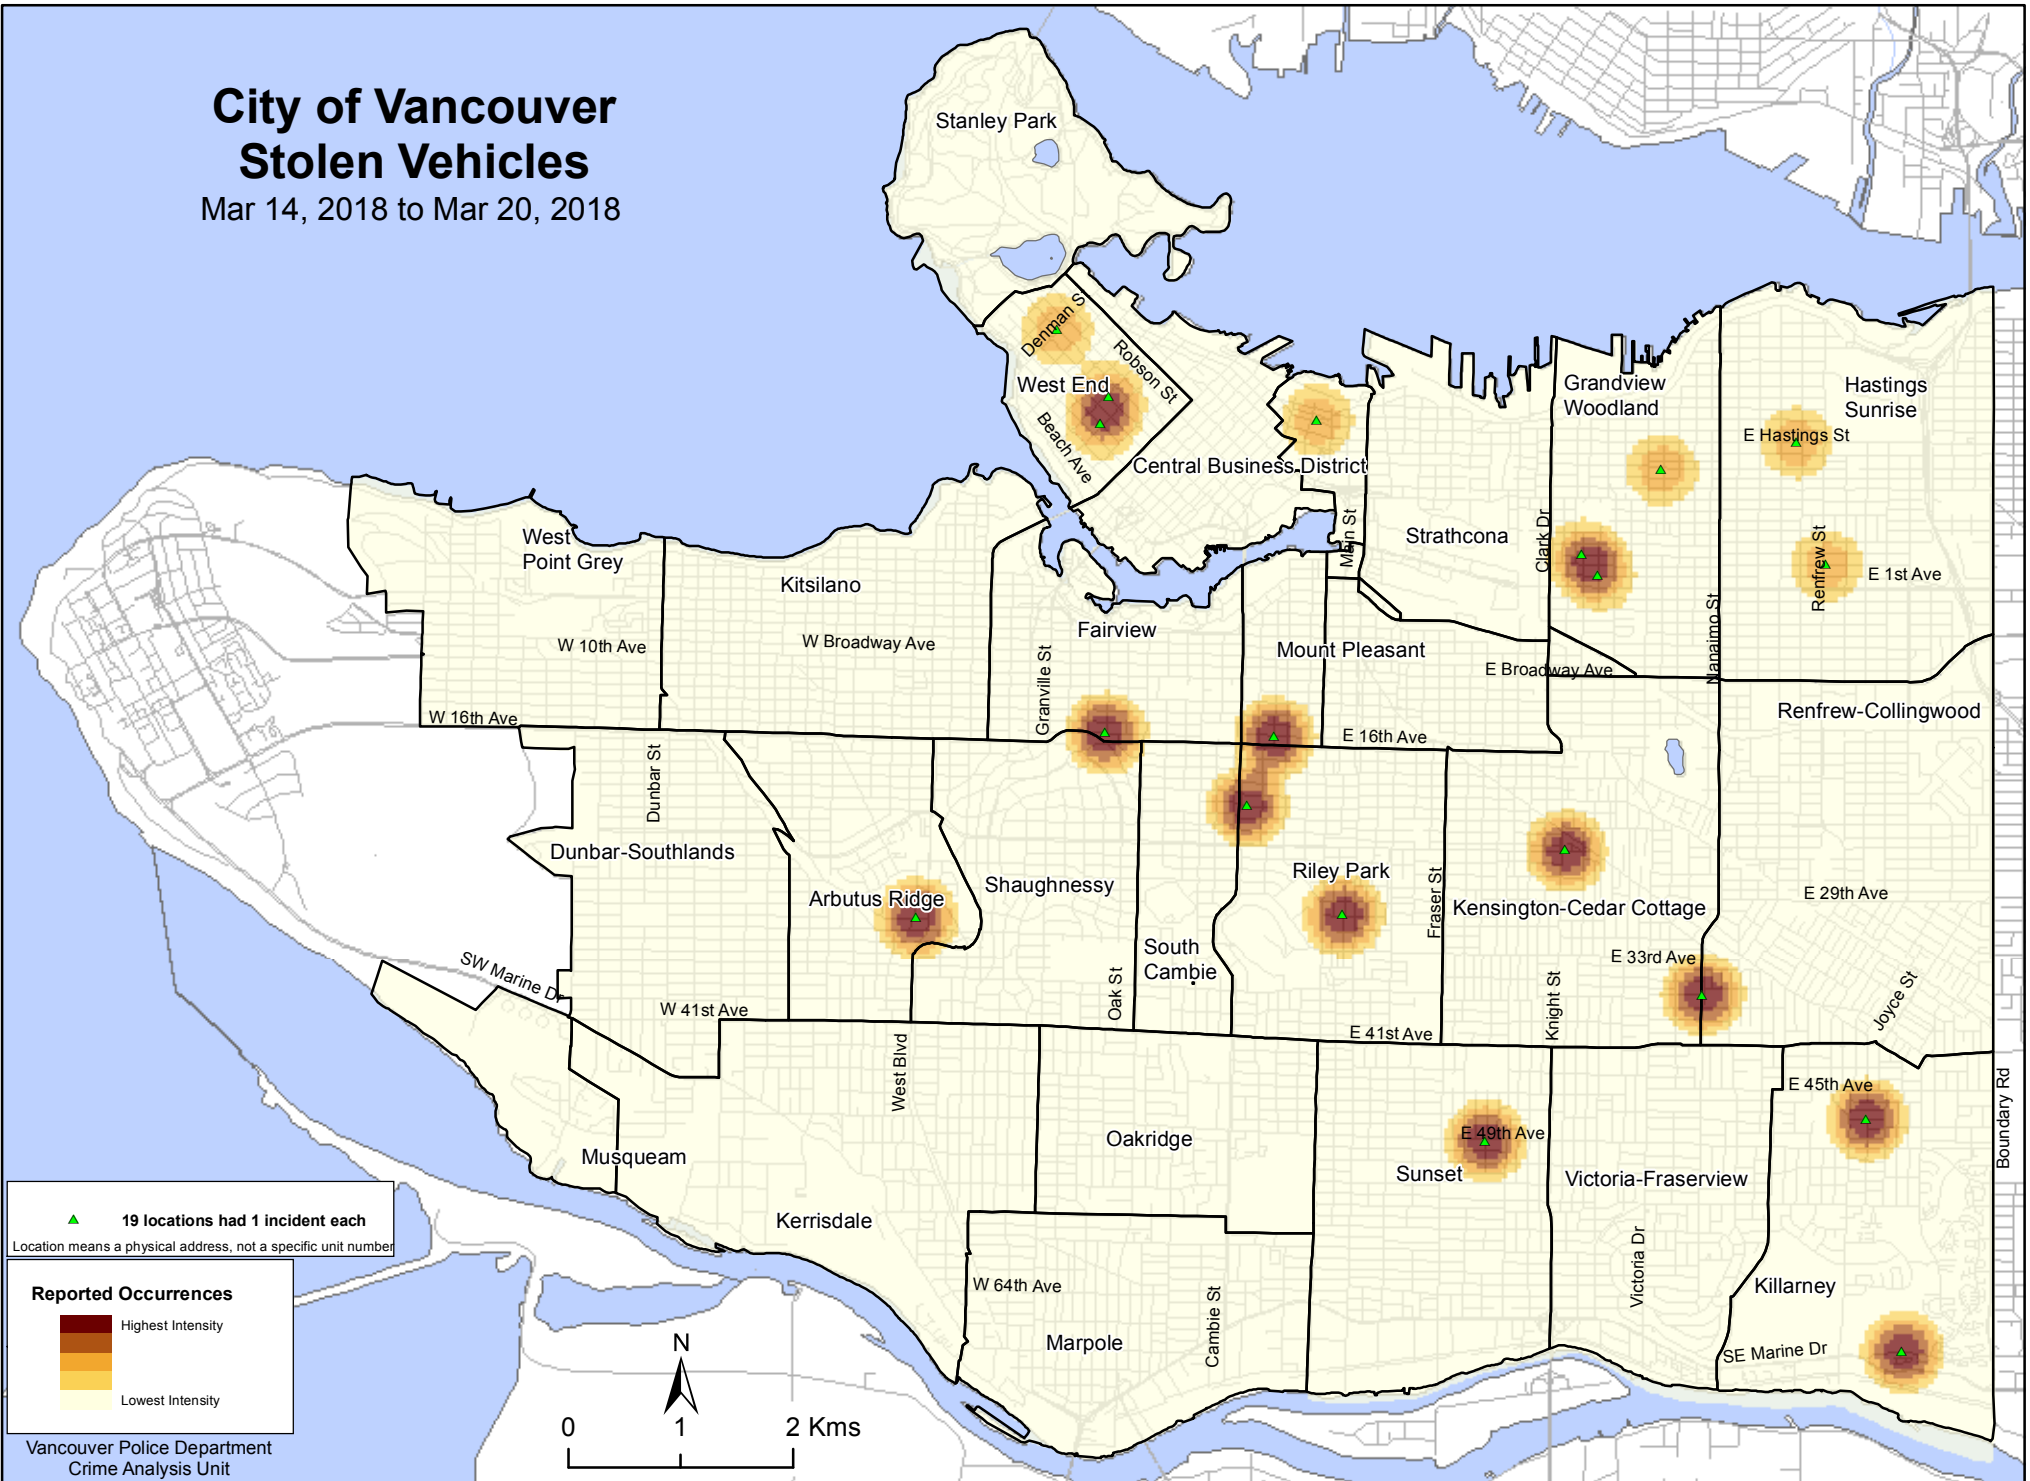 City of Vancouver
Stolen Vehicles
Mar 14, 2018 to Mar 20, 2018
Stanley Park
Denman S
Robson St
West End
Beach Ave
Central Business District
Grandview
Woodland
Hastings
Sunrise
E Hastings St
West
Point Grey
Kitsilano
Main St
Strathcona
Clark Dr
Renfrew St
E 1st Ave
Nanaimo St
W 10th Ave
W Broadway Ave
Granville St
Fairview
Mount Pleasant
E Broadway Ave
W 16th Ave
E 16th Ave
Renfrew-Collingwood
Dunbar St
Dunbar-Southlands
Arbutus Ridge
Shaughnessy
Riley Park
Fraser St
Kensington-Cedar Cottage
E 29th Ave
South
Cambie
E 33rd Ave
SW Marine Dr
W 41st Ave
Oak St
E 41st Ave
Knight St
Joyce St
West Blvd
E 45th Ave
Boundary Rd
Musqueam
Oakridge
E 49th Ave
Sunset
Victoria-Fraserview
Kerrisdale
Victoria Dr
Killarney
W 64th Ave
Marpole
Cambie St
SE Marine Dr
19 locations had 1 incident each
Location means a physical address, not a specific unit number
Reported Occurrences
Highest Intensity
Lowest Intensity
Vancouver Police Department
Crime Analysis Unit
N
0 1 2 Kms